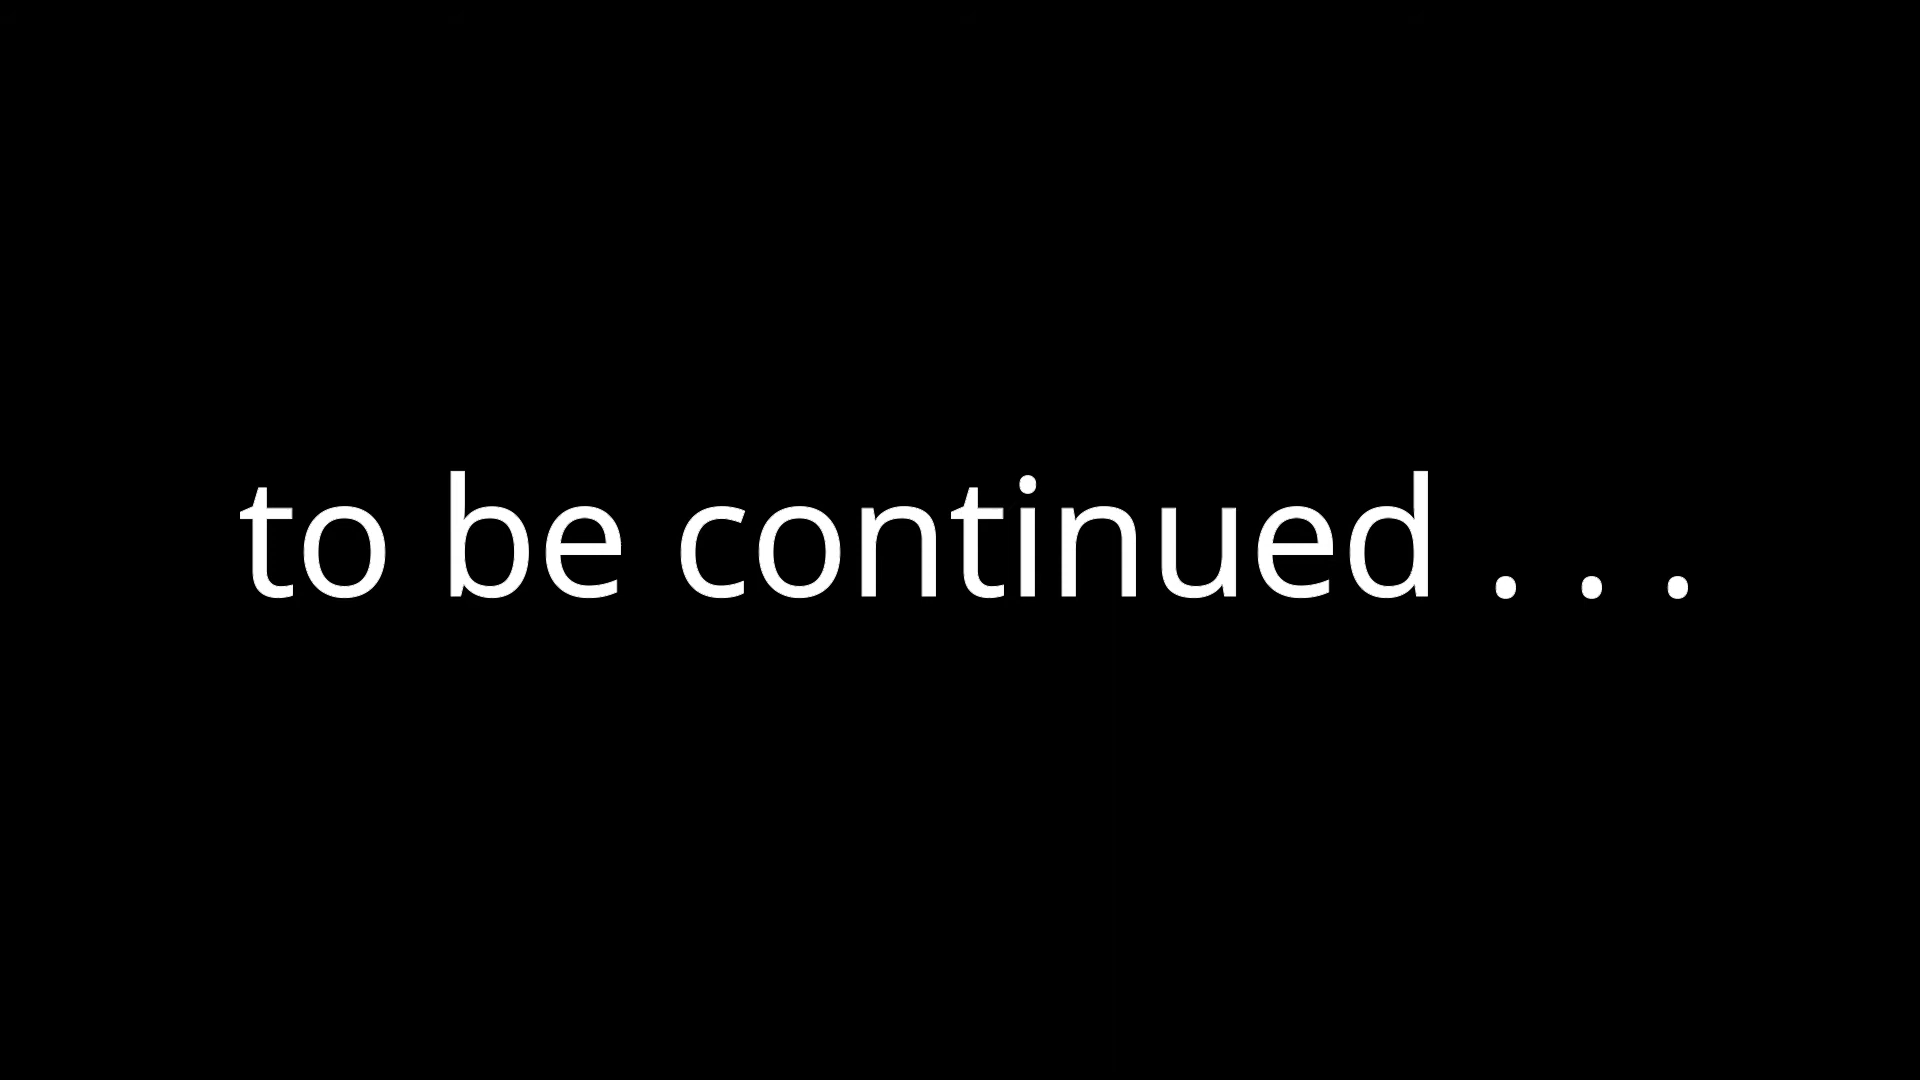 to be continued . . .